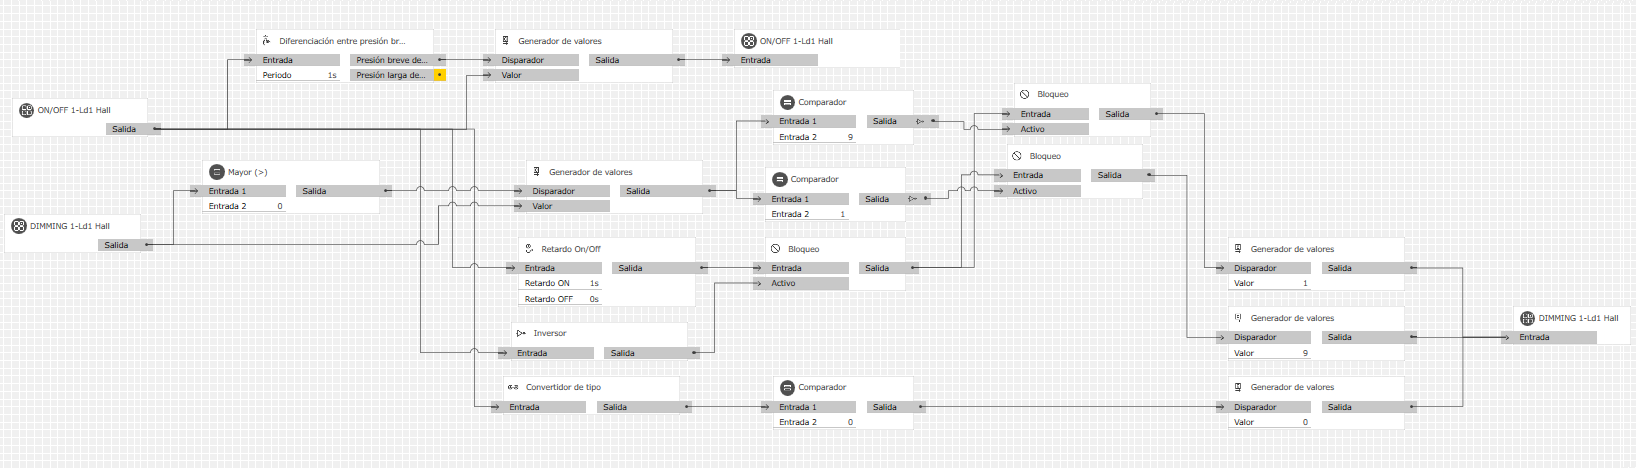 Diferenciación entre presión br...
Entrada
Presión breve de...
Periodo 1s
Presión larga de...
Generador de valores
Disparador
Salida
Valor
ON/OFF 1-Ld1 Hall
Entrada
ON/OFF 1-Ld1 Hall
Salida
Comparador
Entrada 1
Salida
Entrada 2 9
Bloqueo
Entrada
Salida
Activo
Bloqueo
Entrada
Salida
Activo
Mayor (>)
Entrada 1
Salida
Entrada 2 0
Generador de valores
Disparador
Salida
Valor
Comparador
Entrada 1
Salida
Entrada 2 1
DIMMING 1-Ld1 Hall
Salida
Retardo On/Off
Entrada
Salida
Retardo ON 1s
Retardo OFF 0s
Bloqueo
Entrada
Salida
Activo
Generador de valores
Disparador
Salida
Valor 1
Inversor
Entrada
Salida
Generador de valores
Disparador
Salida
Valor 9
DIMMING 1-Ld1 Hall
Entrada
Convertidor de tipo
Entrada
Salida
Comparador
Entrada 1
Salida
Entrada 2 0
Generador de valores
Disparador
Salida
Valor 0